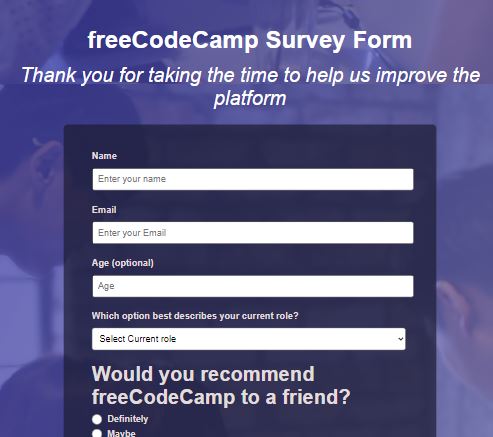 freeCodeCamp Survey Form
Thank you for taking the time to help us improve the
platform
Name
Enter your name
Email
Enter your Email
Age (optional)
Age
Which option best describes your current role?
Select Current role
Would you recommend
freeCodeCamp to a friend?
Definitely
Maybe